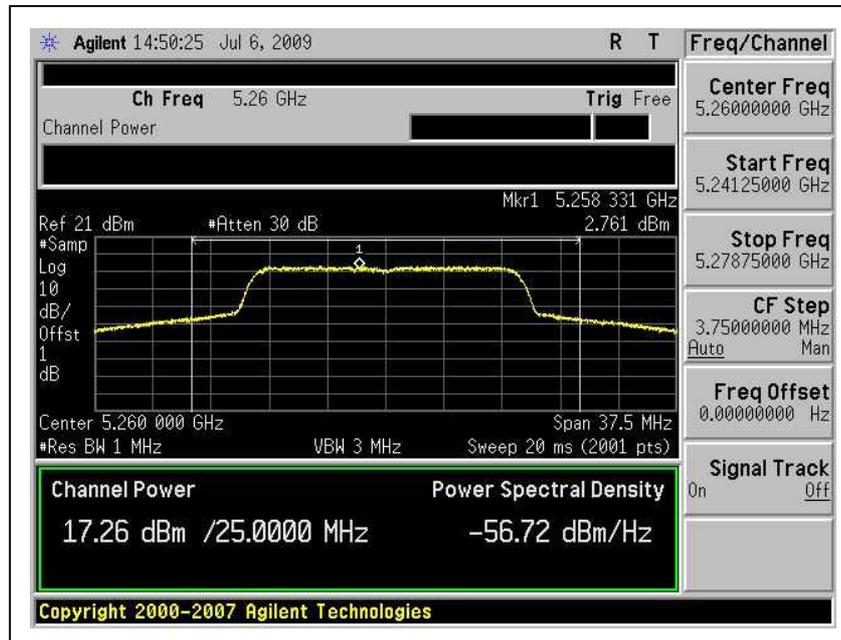 Agilent 14:50:25 Jul 6, 2009 R T
Freq/Channel
Ch Freq 5.26 GHz Trig Free
Channel Power
Center Freq
5.26000000 GHz
Start Freq
5.24125000 GHz
Stop Freq
5.27875000 GHz
CF Step
3.75000000 MHz
Auto Man
Freq Offset
0.00000000 Hz
Signal Track
On Off
Mkr1 5.258 331 GHz
Ref 21 dBm #Atten 30 dB 2.761 dBm
#Samp
Log
10
dB/
Offst
1
dB
1
Center 5.260 000 GHz Span 37.5 MHz
#Res BW 1 MHz VBW 3 MHz Sweep 20 ms (2001 pts)
Channel Power Power Spectral Density
17.26 dBm /25.0000 MHz -56.72 dBm/Hz
Copyright 2000-2007 Agilent Technologies